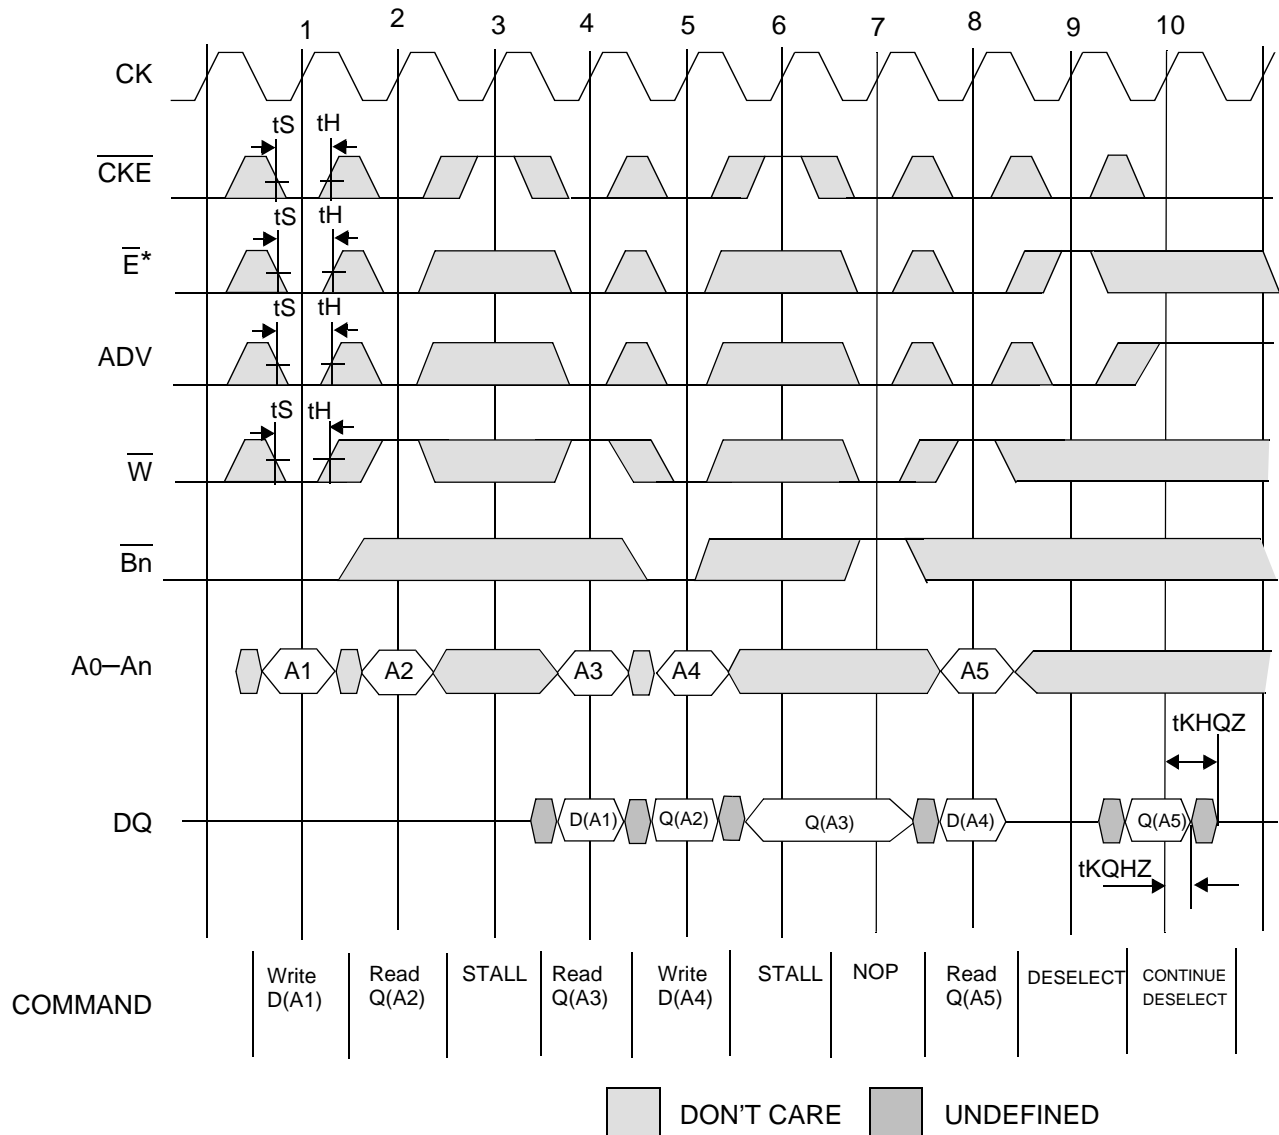 1 2 3 4 5 6 7 8 9 10
CK
tS tH
CKE
tS tH
E*
tS tH
ADV
tS tH
W
Bn
A0–An A1 A2 A3 A4 A5
tKHQZ
DQ D(A1) Q(A2) Q(A3) D(A4) Q(A5)
tKQHZ
COMMAND
Write
D(A1)
Read
Q(A2)
STALL
Read
Q(A3)
Write
D(A4)
STALL
NOP
Read
Q(A5)
DESELECT
CONTINUE
DESELECT
DON'T CARE UNDEFINED